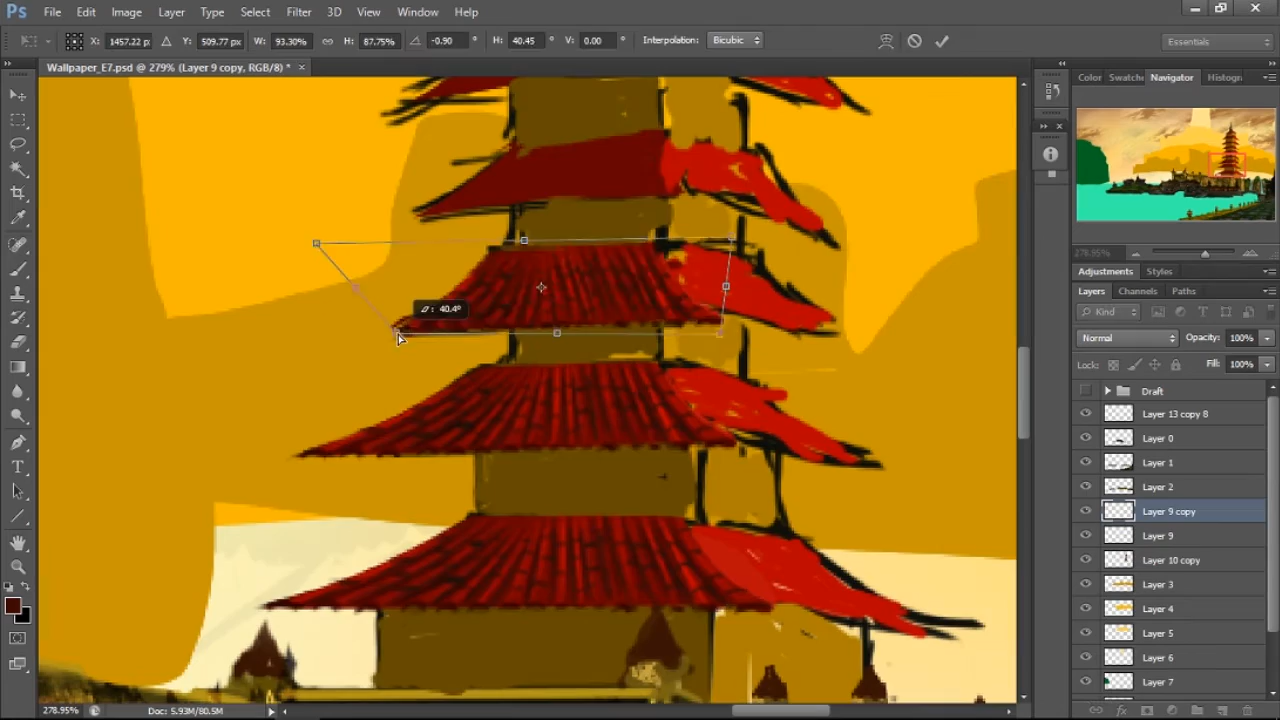 Ps File Edit Image Layer Type Select Filter 3D View Window Help
X: 1457.22 p: Y: 509.77 px W: 93.30% H: 87.75% -0.90 ° H: 40.45 ° V: 0.00 ° Interpolation: Bicubic Essentials
Wallpaper_E7.psd @ 279% (Layer 9 copy, RGB/8) * ×
Color Swatche Navigator Histogr
278.95%
Adjustments Styles
Layers Channels Paths
Kind
Normal Opacity: 100%
Lock: Fill: 100%
Draft
Layer 13 copy 8
Layer 0
Layer 1
Layer 2
Layer 9 copy
Layer 9
Layer 10 copy
Layer 3
Layer 4
Layer 5
Layer 6
Layer 7
: 40.4°
278.95% Doc: 5.93M/80.5M